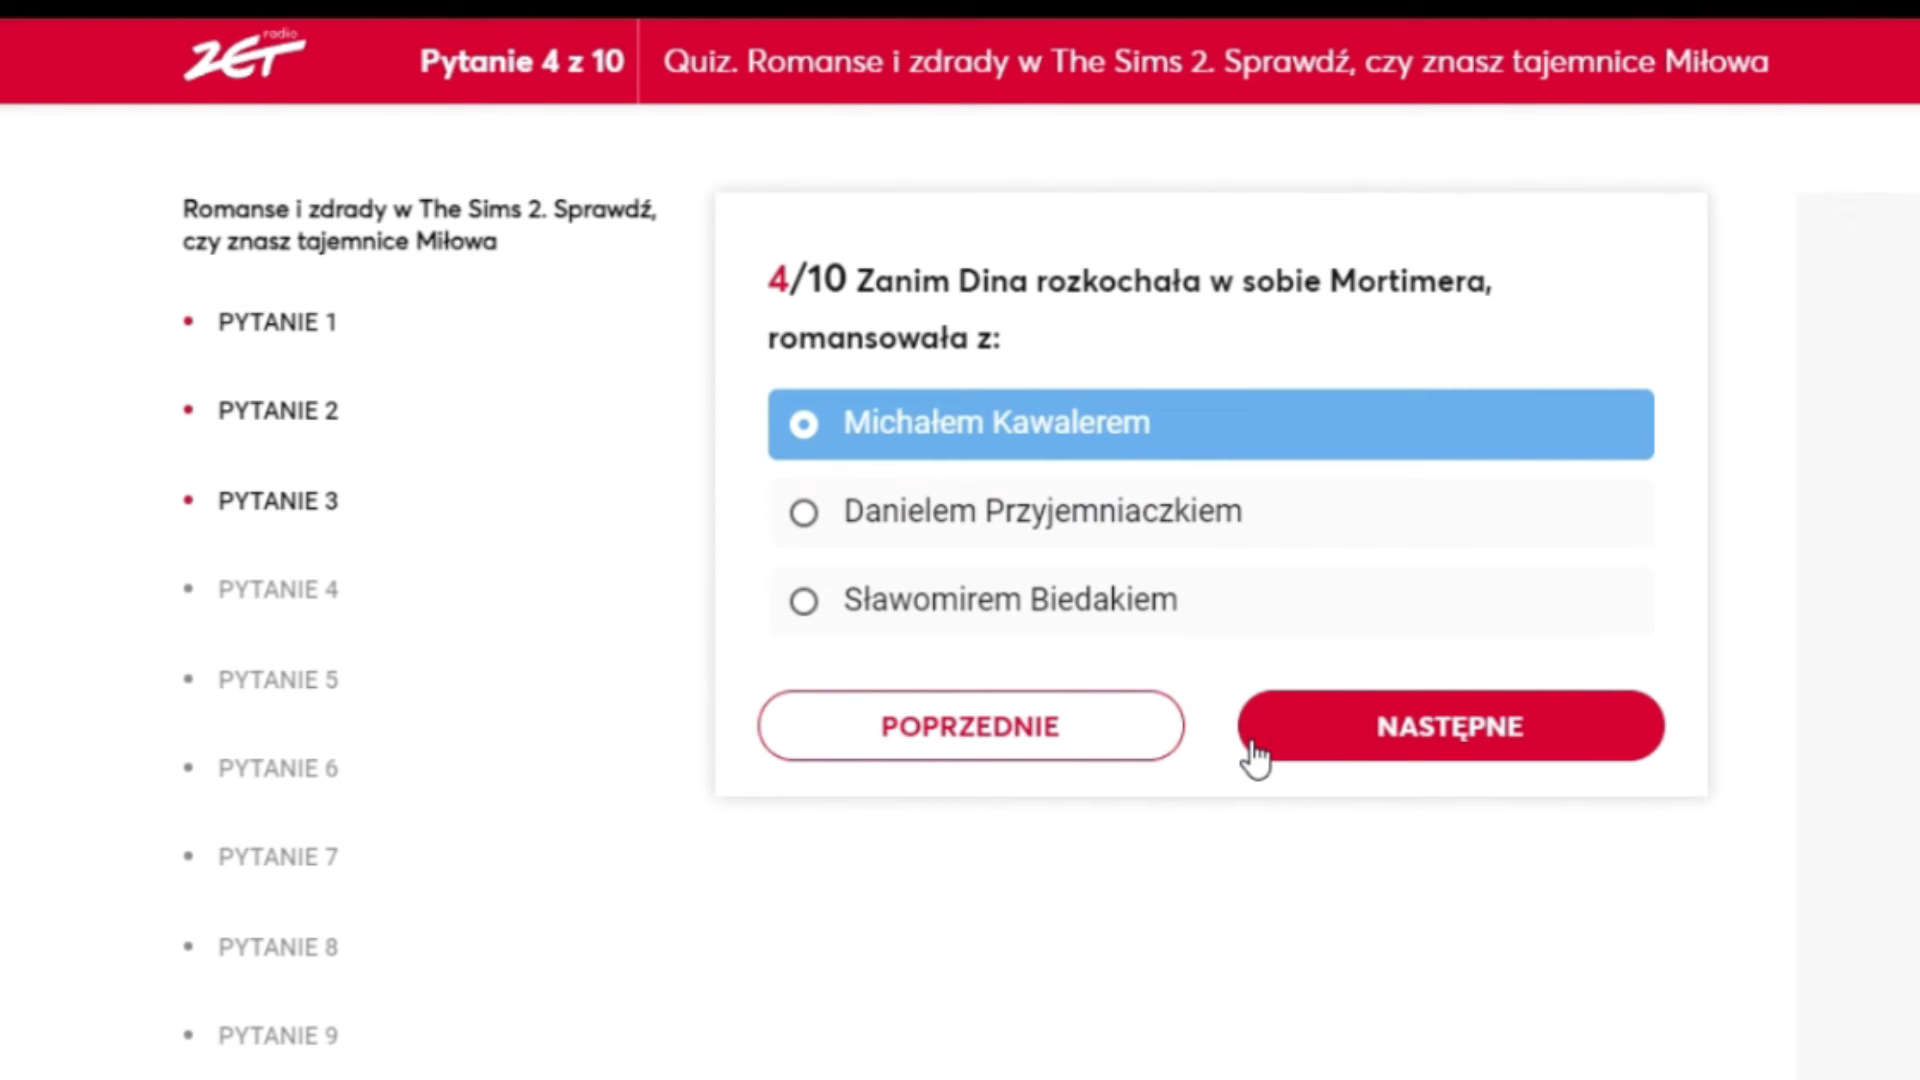 radio
ZET
Pytanie 4 z 10
Quiz. Romanse i zdrady w The Sims 2. Sprawdź, czy znasz tajemnice Miłowa
Romanse i zdrady w The Sims 2. Sprawdź,
czy znasz tajemnice Miłowa
PYTANIE 1
PYTANIE 2
PYTANIE 3
PYTANIE 4
PYTANIE 5
PYTANIE 6
PYTANIE 7
PYTANIE 8
PYTANIE 9
4/10 Zanim Dina rozkochała w sobie Mortimera,
romansowała z:
Michałem Kawalerem
Danielem Przyjemniaczkiem
Sławomirem Biedakiem
POPRZEDNIE
NASTĘPNE